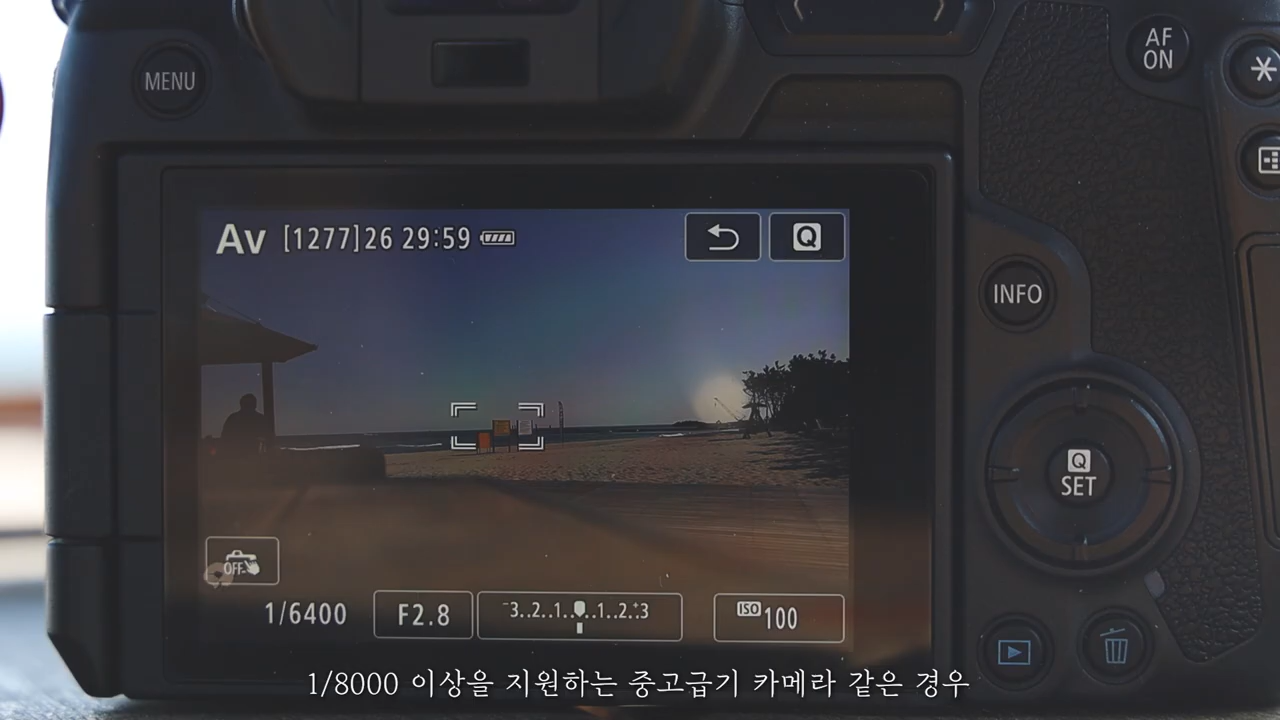 MENU
AF
ON
Av [1277]26 29:59
Q
INFO
Q
SET
OFF
1/6400 F2.8 -3..2..1..0..1..2..+3 ISO 100
1/8000 이상을 지원하는 중고급기 카메라 같은 경우